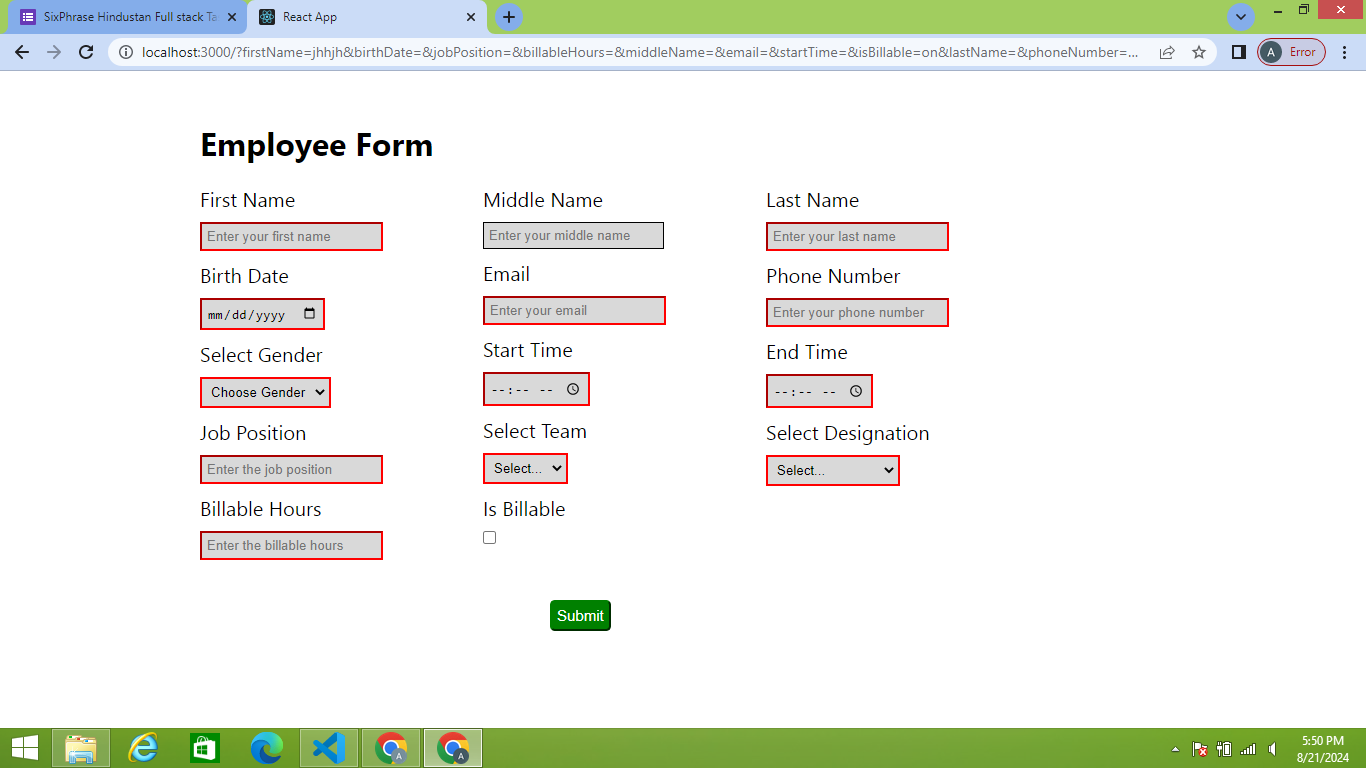 SixPhrase Hindustan Full stack Ta
React App
localhost:3000/?firstName=jhhjh&birthDate=&jobPosition=&billableHours=&middleName=&email=&startTime=&isBillable=on&lastName=&phoneNumber=...
A Error
Employee Form
First Name Middle Name Last Name
Enter your first name Enter your middle name Enter your last name
Birth Date Email Phone Number
mm/dd/yyyy Enter your email Enter your phone number
Select Gender Start Time End Time
Choose Gender --:-- -- --:-- --
Job Position Select Team Select Designation
Enter the job position Select... Select...
Billable Hours Is Billable
Enter the billable hours
Submit
A A
5:50 PM
8/21/2024